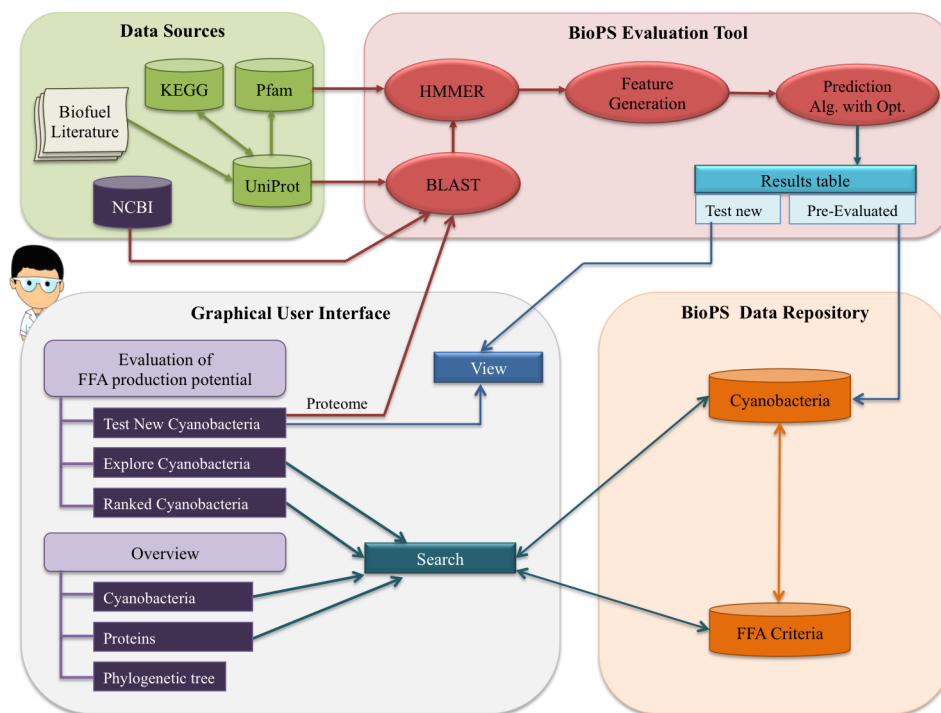 Data Sources
BioPS Evaluation Tool
KEGG
Pfam
Biofuel
Literature
UniProt
NCBI
HMMER
Feature
Generation
Prediction
Alg. with Opt.
BLAST
Results table
Test new
Pre-Evaluated
Graphical User Interface
BioPS Data Repository
Evaluation of
FFA production potential
View
Proteome
Test New Cyanobacteria
Explore Cyanobacteria
Ranked Cyanobacteria
Overview
Search
Cyanobacteria
Proteins
Phylogenetic tree
Cyanobacteria
FFA Criteria